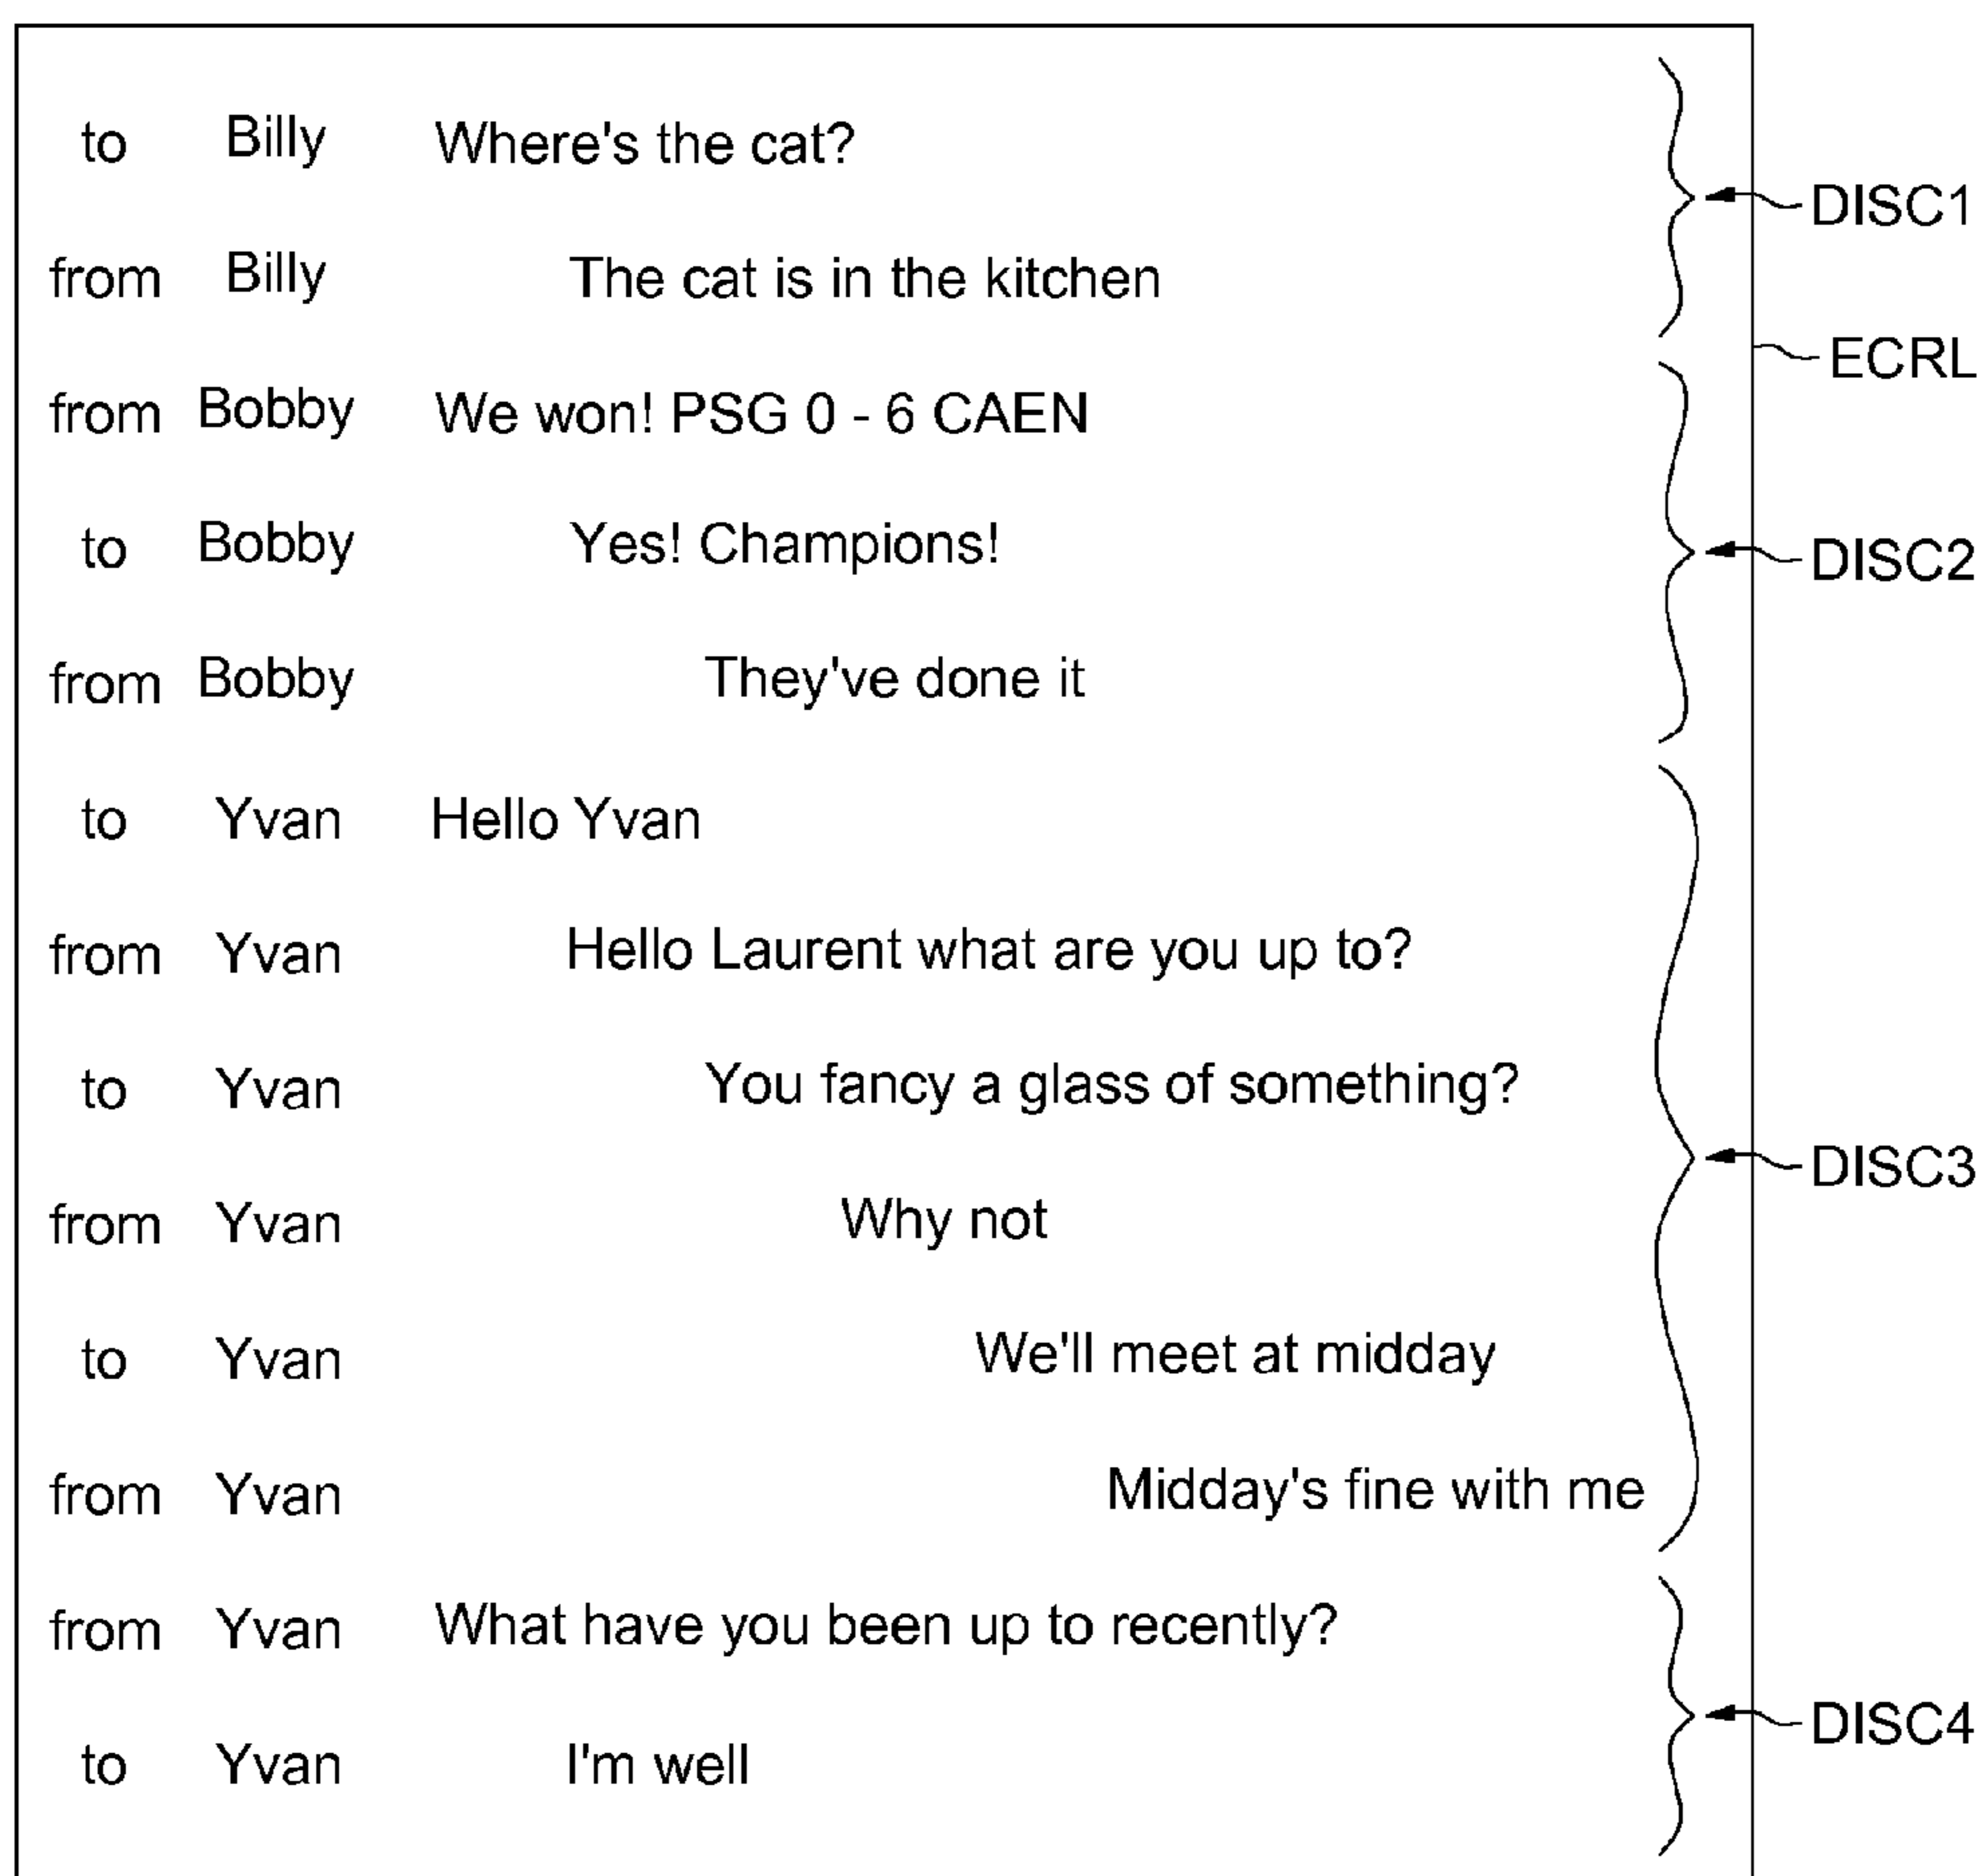 to Billy Where's the cat?
DISC1
from Billy The cat is in the kitchen
ECRL
from Bobby We won! PSG 0 - 6 CAEN
to Bobby Yes! Champions!
DISC2
from Bobby They've done it
to Yvan Hello Yvan
from Yvan Hello Laurent what are you up to?
to Yvan You fancy a glass of something?
DISC3
from Yvan Why not
to Yvan We'll meet at midday
from Yvan Midday's fine with me
from Yvan What have you been up to recently?
DISC4
to Yvan I'm well